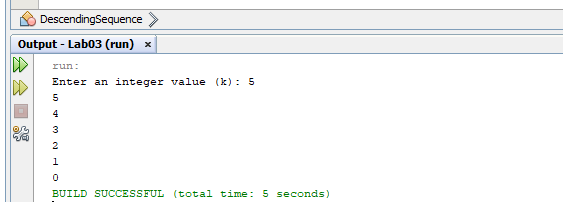 DescendingSequence
Output - Lab03 (run) ×
run:
Enter an integer value (k): 5
5
4
3
2
1
0
BUILD SUCCESSFUL (total time: 5 seconds)